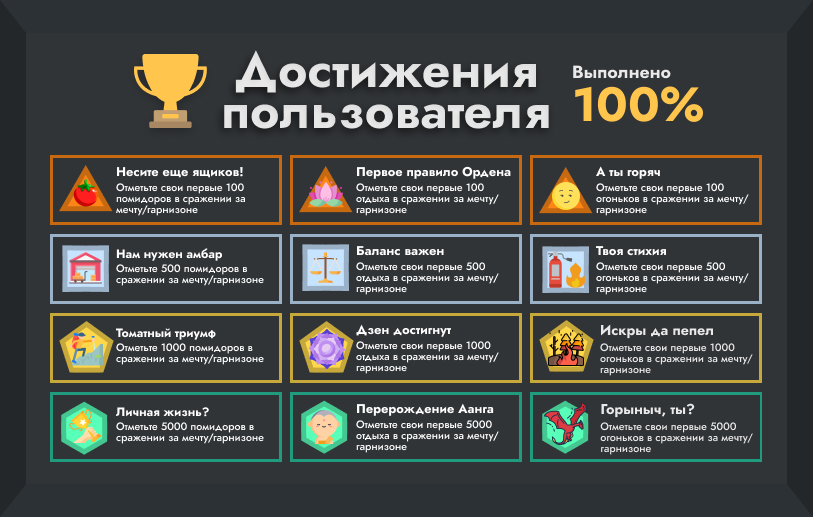 Достижения
пользователя
Выполнено
100%
Несите еще ящиков!
Отметьте свои первые 100
помидоров в сражении за
мечту/гарнизоне
Первое правило Ордена
Отметьте свои первые 100
отдыха в сражении за мечту/
гарнизоне
А ты горяч
Отметьте свои первые 100
огоньков в сражении за мечту/
гарнизоне
Нам нужен амбар
Отметьте 500 помидоров в
сражении за мечту/гарнизоне
Баланс важен
Отметьте свои первые 500
отдыха в сражении за мечту/
гарнизоне
Твоя стихия
Отметьте свои первые 500
огоньков в сражении за мечту/
гарнизоне
Томатный триумф
Отметьте 1000 помидоров в
сражении за мечту/гарнизоне
Дзен достигнут
Отметьте свои первые 1000
отдыха в сражении за мечту/
гарнизоне
Искры да пепел
Отметьте свои первые 1000
огоньков в сражении за мечту/
гарнизоне
Личная жизнь?
Отметьте 5000 помидоров в
сражении за мечту/гарнизоне
Перерождение Аанга
Отметьте свои первые 5000
отдыха в сражении за мечту/
гарнизоне
Горыныч, ты?
Отметьте свои первые 5000
огоньков в сражении за мечту/
гарнизоне